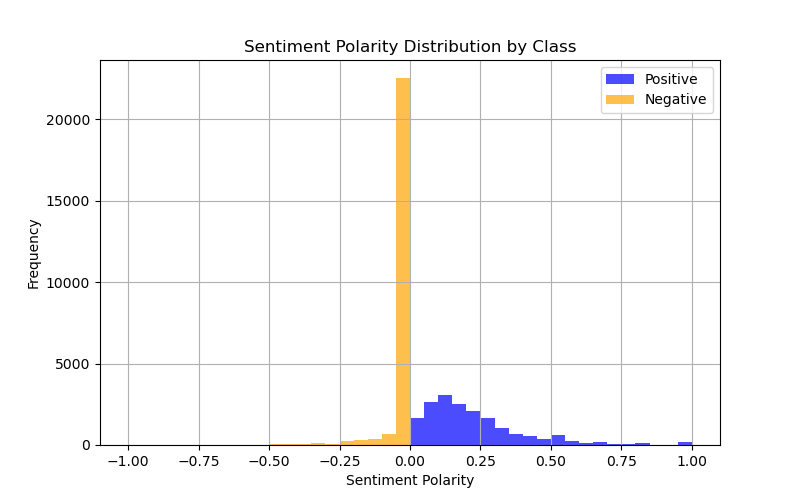 Sentiment Polarity Distribution by Class
Positive
Negative
20000
15000
10000
5000
0
Frequency
−1.00 −0.75 −0.50 −0.25 0.00 0.25 0.50 0.75 1.00
Sentiment Polarity